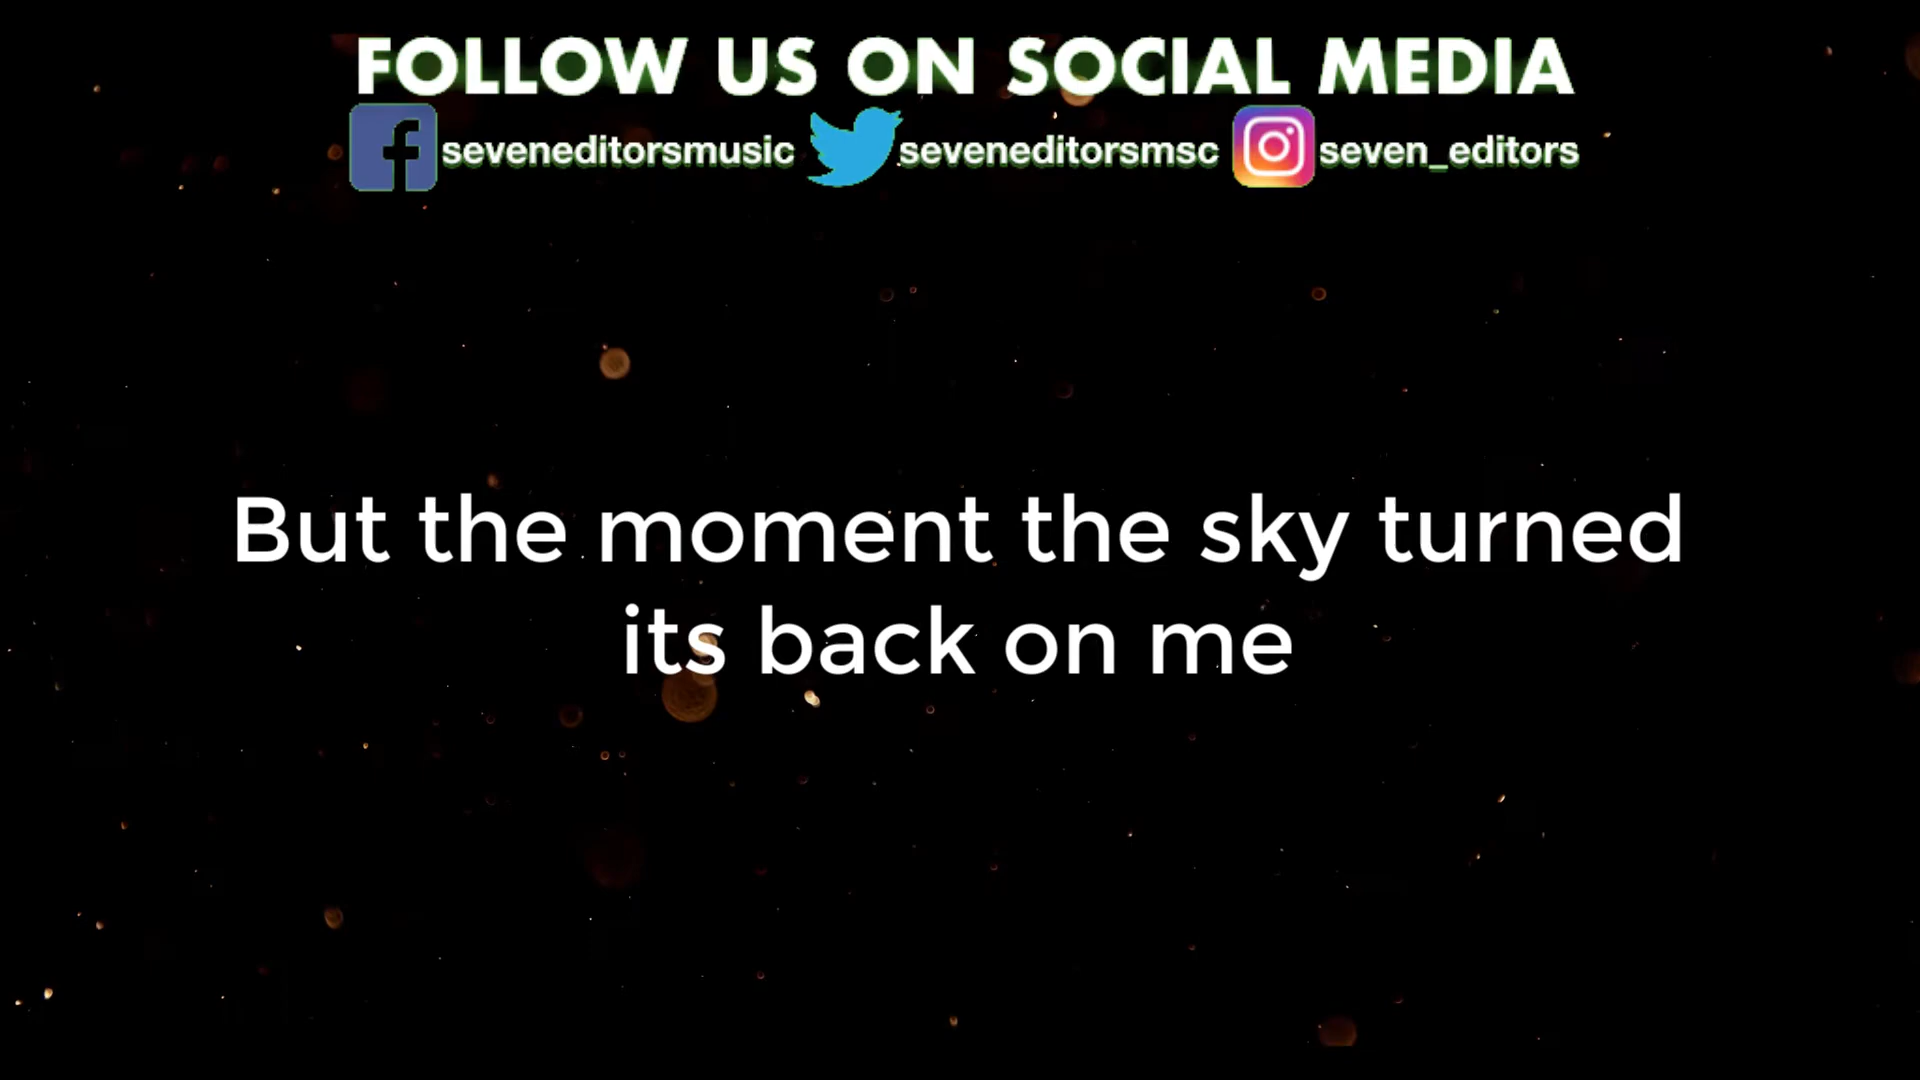 FOLLOW US ON SOCIAL MEDIA
seveneditorsmusic seveneditorsmsc seven_editors
But the moment the sky turned
its back on me